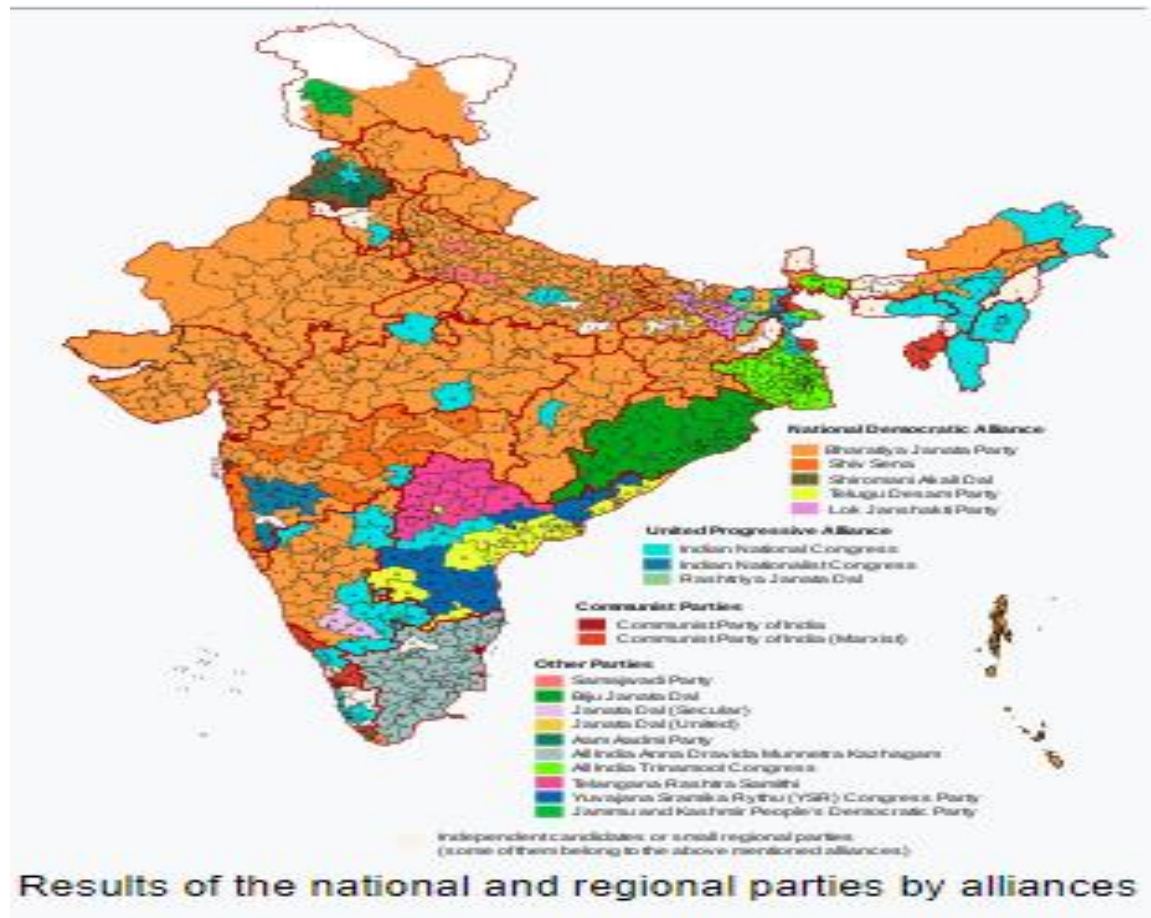 National Democratic Alliance
Bharatiya Janata Party
Shiv Sena
Shiromani Akali Dal
Telugu Desam Party
Lok Janshakti Party
United Progressive Alliance
Indian National Congress
Indian Nationalist Congress
Rashtriya Janata Dal
Communist Parties
Communist Party of India
Communist Party of India (Marxist)
Other Parties
Samajwadi Party
Biju Janata Dal
Janata Dal (Secular)
Janata Dal (United)
Aam Aadmi Party
All India Anna Dravida Munnetra Kazhagam
All India Trinamool Congress
Telangana Rashtra Samithi
Yuvajana Sramika Rythu (YSR) Congress Party
Jammu and Kashmir People's Democratic Party
Independent candidates or small regional parties
(some of them belong to the above mentioned alliances)
Results of the national and regional parties by alliances